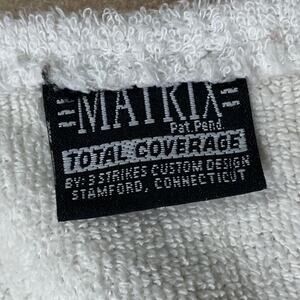 MATRIX
Pat. Pend.
TOTAL COVERAGE
BY: 3 STRIKES CUSTOM DESIGN
STAMFORD, CONNECTICUT